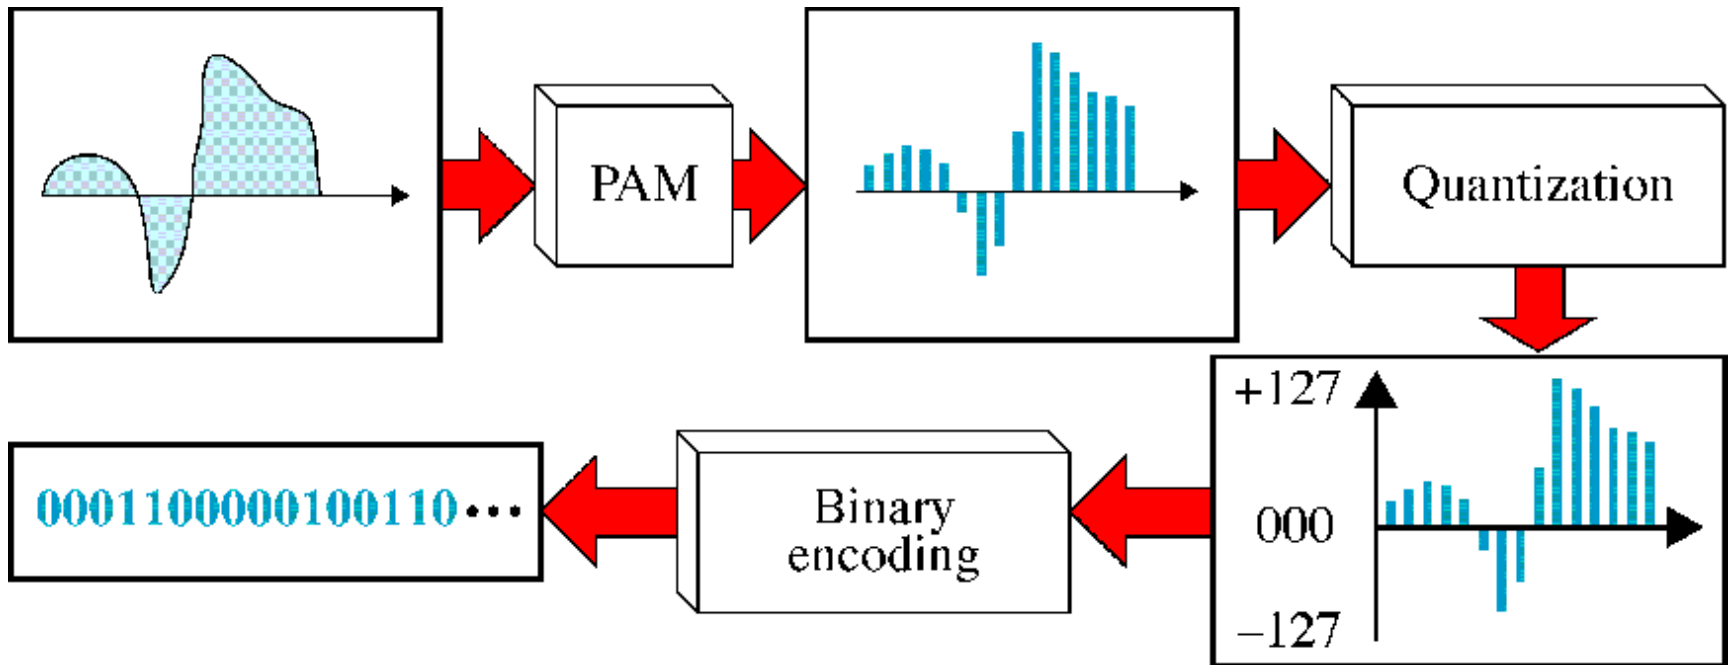 PAM
Quantization
+127
000
−127
Binary
encoding
0001100000100110•••